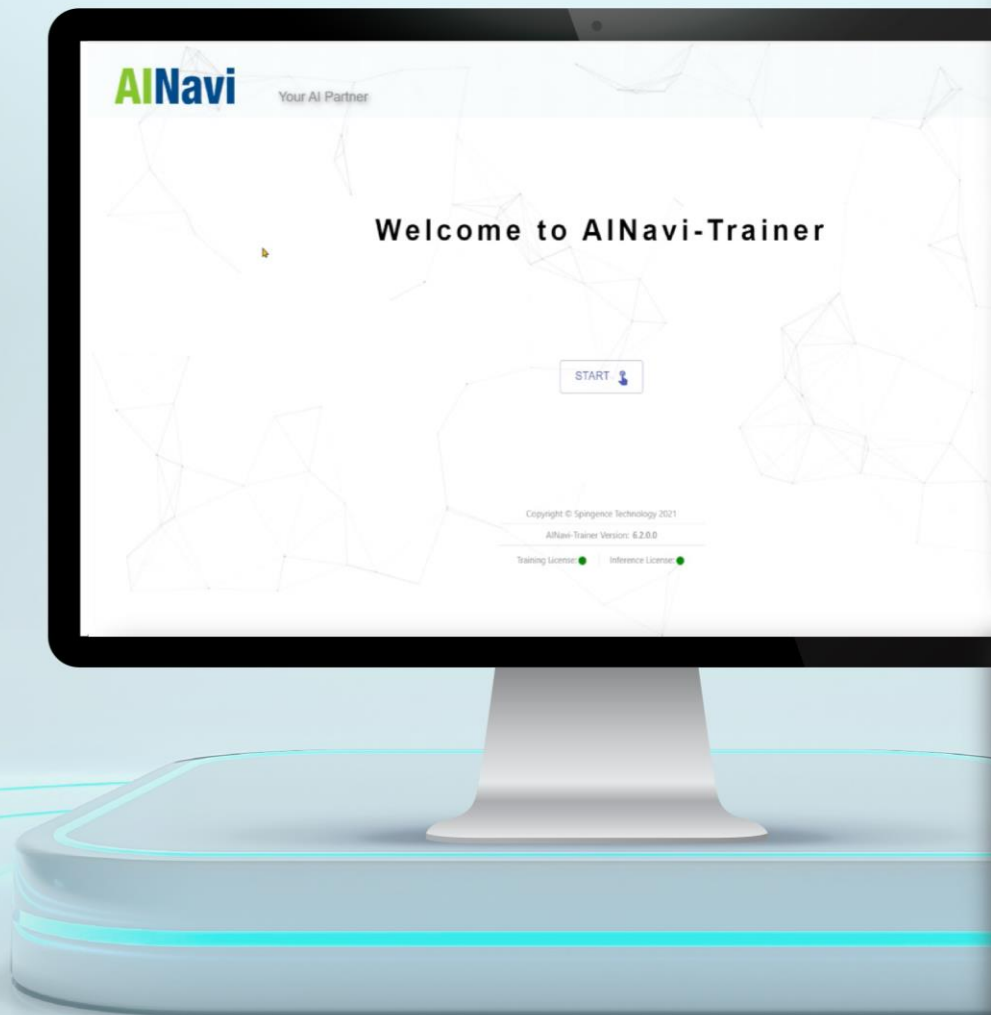 AINavi
Your AI Partner
Welcome to AINavi-Trainer
START
Copyright © Spingence Technology 2021
AINavi-Trainer Version: 6.2.0.0
Training License: Inference License: